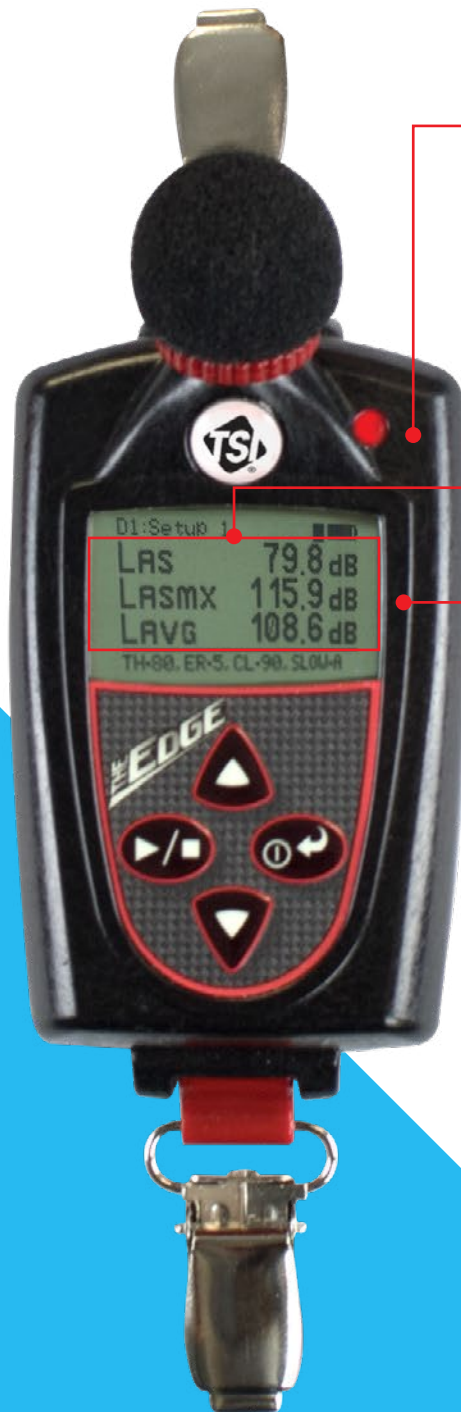 TSI
D1:Setup 1
LAS 79.8 dB
LASMX 115.9 dB
LAVG 108.6 dB
TH-80, ER-5, CL-90, SLOW-A
THE EDGE